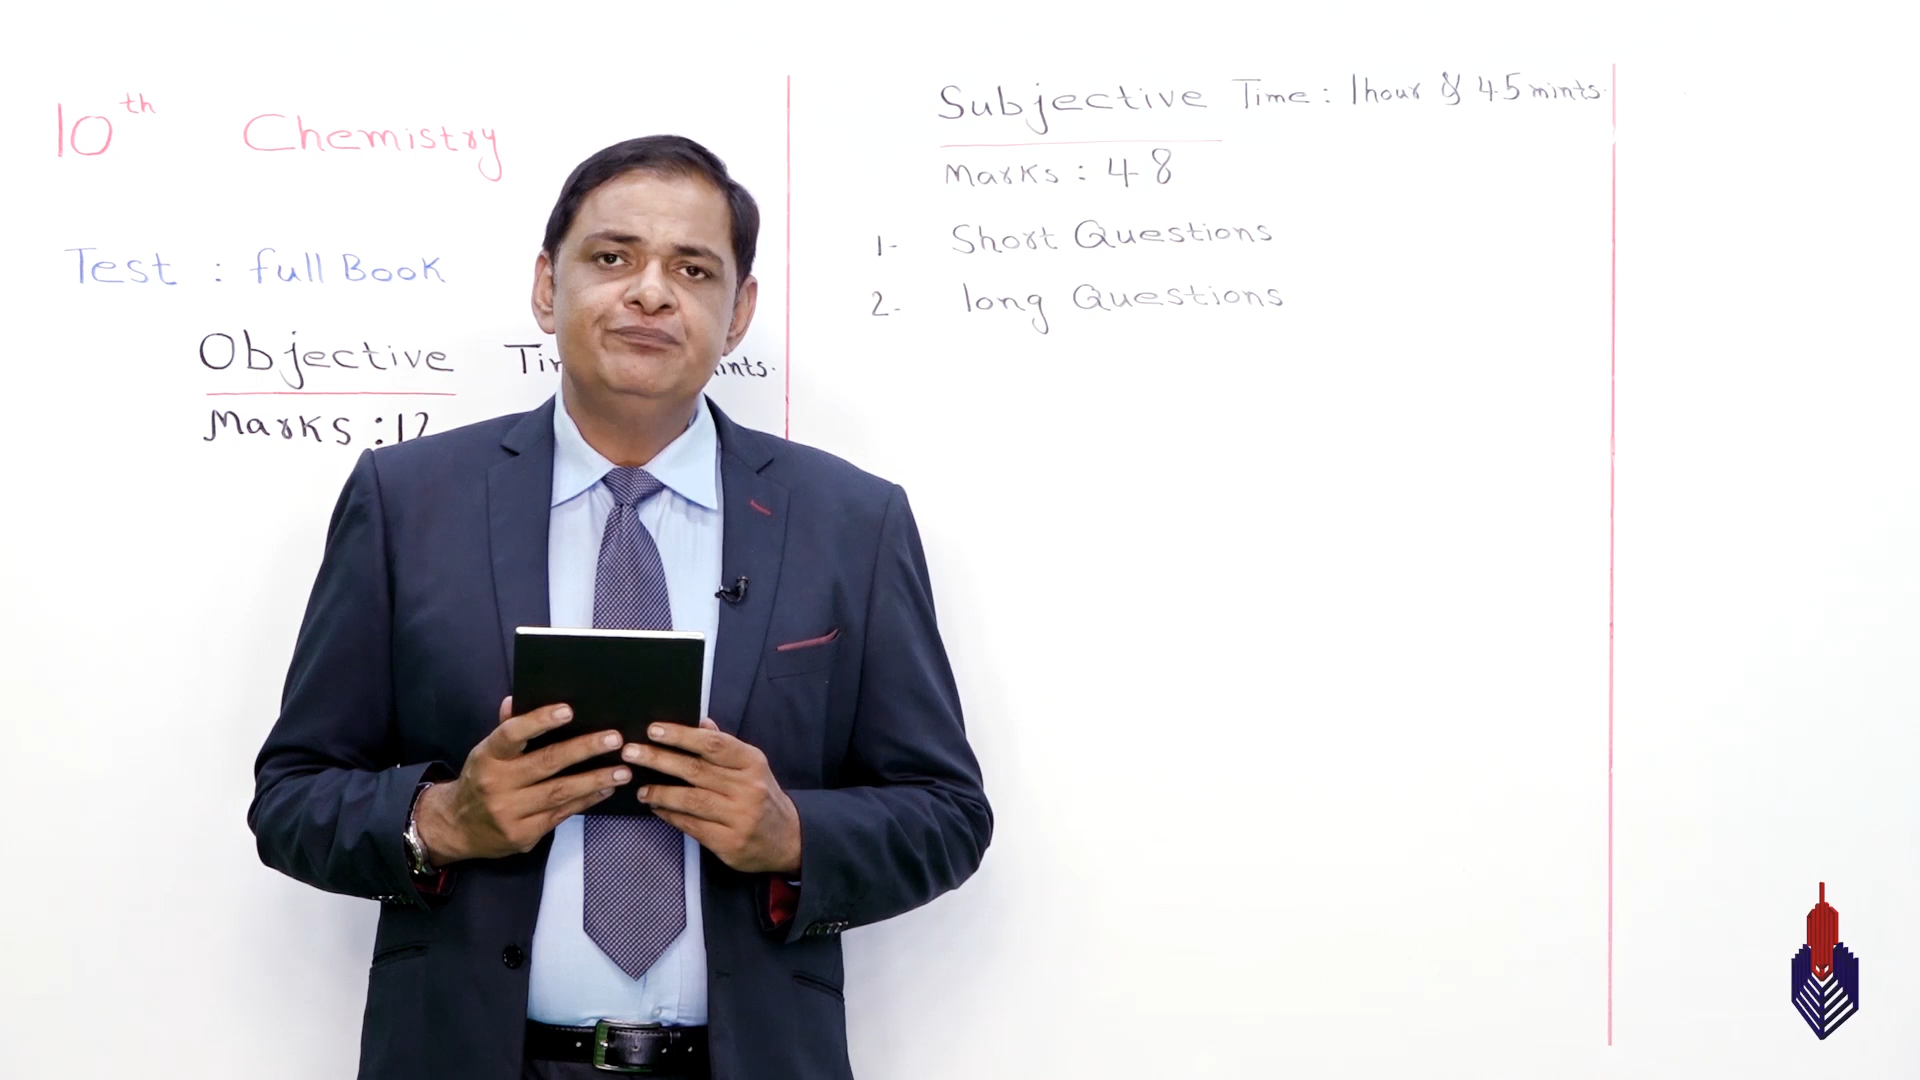 10th Chemistry
Test : full Book
Objective
Marks : 12
Subjective Time : 1hour & 45 mints.
Marks : 48
1- Short Questions
2- long Questions